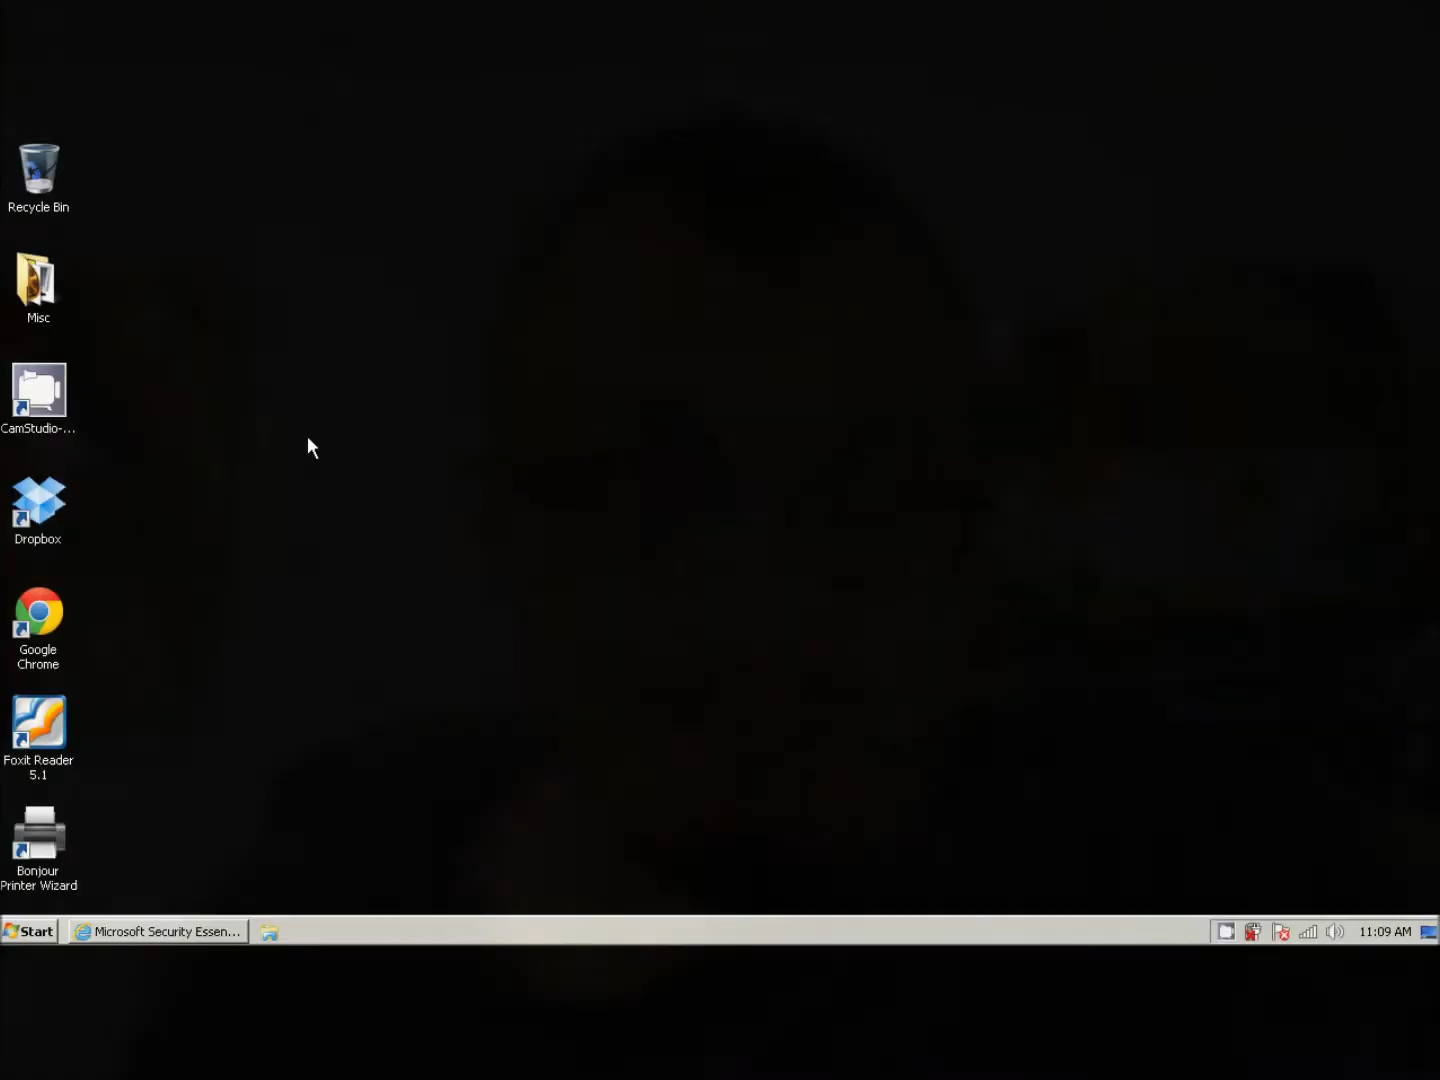 Recycle Bin
Misc
CamStudio-...
Dropbox
Google
Chrome
Foxit Reader
5.1
Bonjour
Printer Wizard
Start
Microsoft Security Essen...
11:09 AM